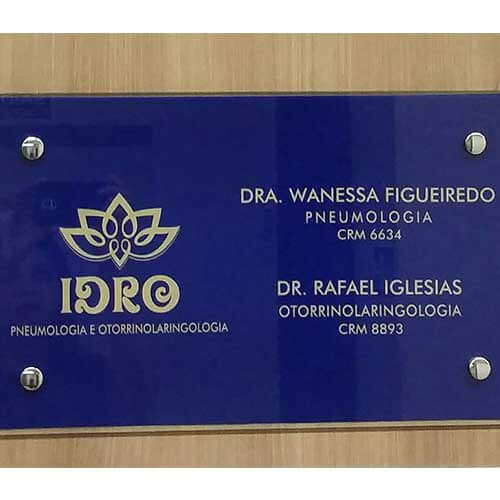 IDRO
PNEUMOLOGIA E OTORRINOLARINGOLOGIA
DRA. WANESSA FIGUEIREDO
PNEUMOLOGIA
CRM 6634
DR. RAFAEL IGLESIAS
OTORRINOLARINGOLOGIA
CRM 8893